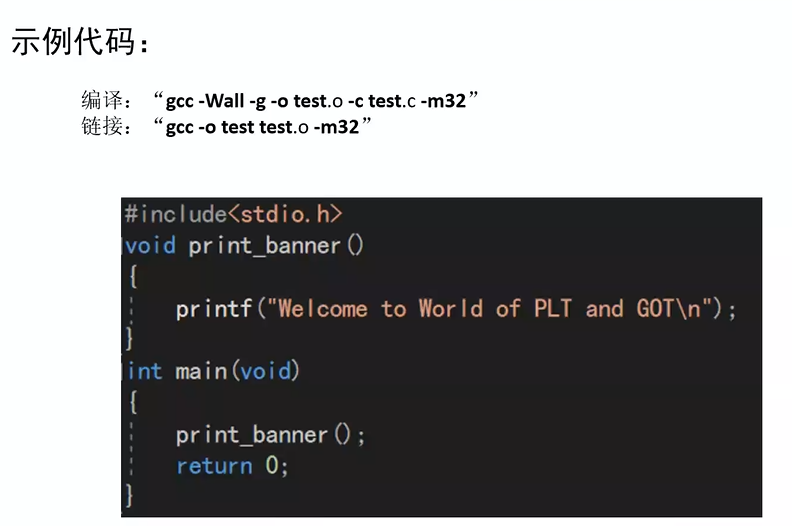 示例代码：
编译：“gcc -Wall -g -o test.o -c test.c -m32”
链接：“gcc -o test test.o -m32”
#include<stdio.h>
void print_banner()
{
    printf("Welcome to World of PLT and GOT\n");
}
int main(void)
{
    print_banner();
    return 0;
}